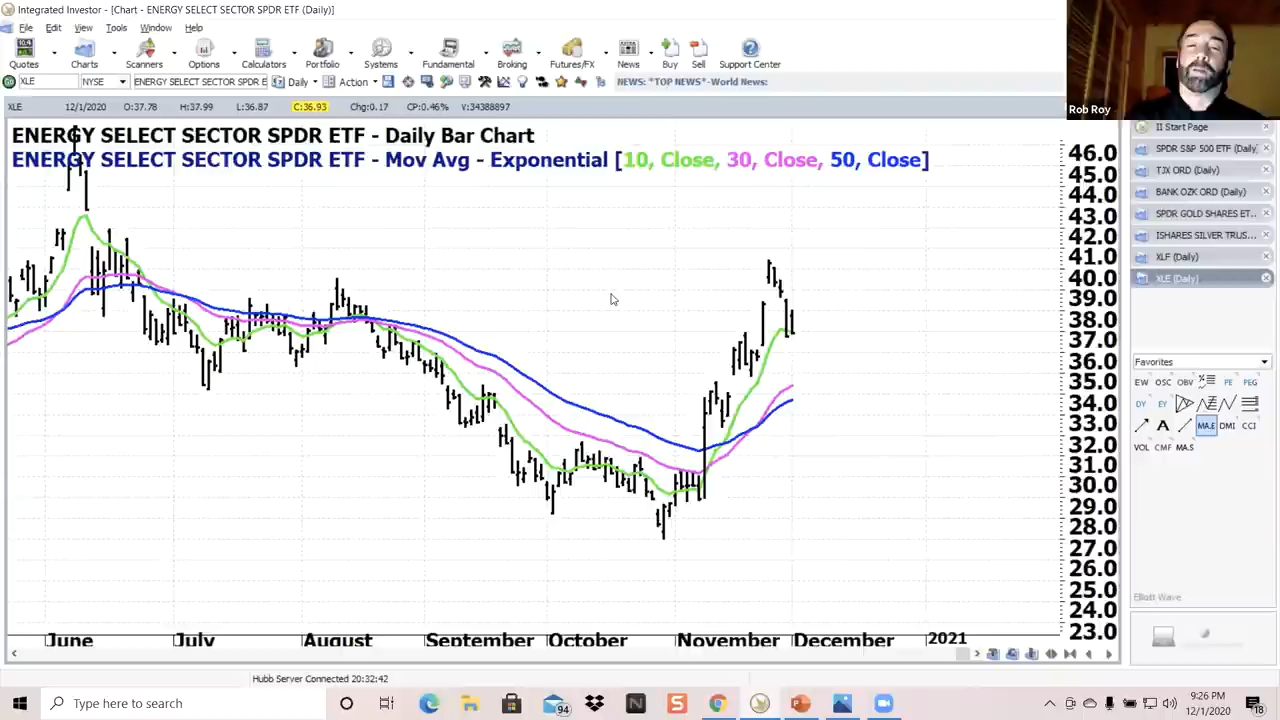 Integrated Investor - [Chart - ENERGY SELECT SECTOR SPDR ETF (Daily)]
File Edit View Tools Window Help
Quotes Charts Scanners Options Calculators Portfolio Systems Fundamental Broking Futures/FX News Buy Sell Support Center
XLE NYSE ENERGY SELECT SECTOR SPDR E Daily Action NEWS: *TOP NEWS*-World News:
XLE 12/1/2020 O:37.78 H:37.99 L:36.87 C:36.93 Chg:0.17 CP:0.46% V:34388897
Rob Roy
ENERGY SELECT SECTOR SPDR ETF - Daily Bar Chart
ENERGY SELECT SECTOR SPDR ETF - Mov Avg - Exponential [10, Close, 30, Close, 50, Close]
46.0
45.0
44.0
43.0
42.0
41.0
40.0
39.0
38.0
37.0
36.0
35.0
34.0
33.0
32.0
31.0
30.0
29.0
28.0
27.0
26.0
25.0
24.0
23.0
June July August September October November December 2021
II Start Page
SPDR S&P 500 ETF (Daily)
TJX ORD (Daily)
BANK OZK ORD (Daily)
SPDR GOLD SHARES ET...
ISHARES SILVER TRUS...
XLF (Daily)
XLE (Daily)
Favorites
EW OSC OBV PE PEG
DY EY
A MA.E DMI CCI
VOL CMF MA.S
Elliott Wave
Hubb Server Connected 20:32:42
Type here to search
94
9:26 PM
12/1/2020
18